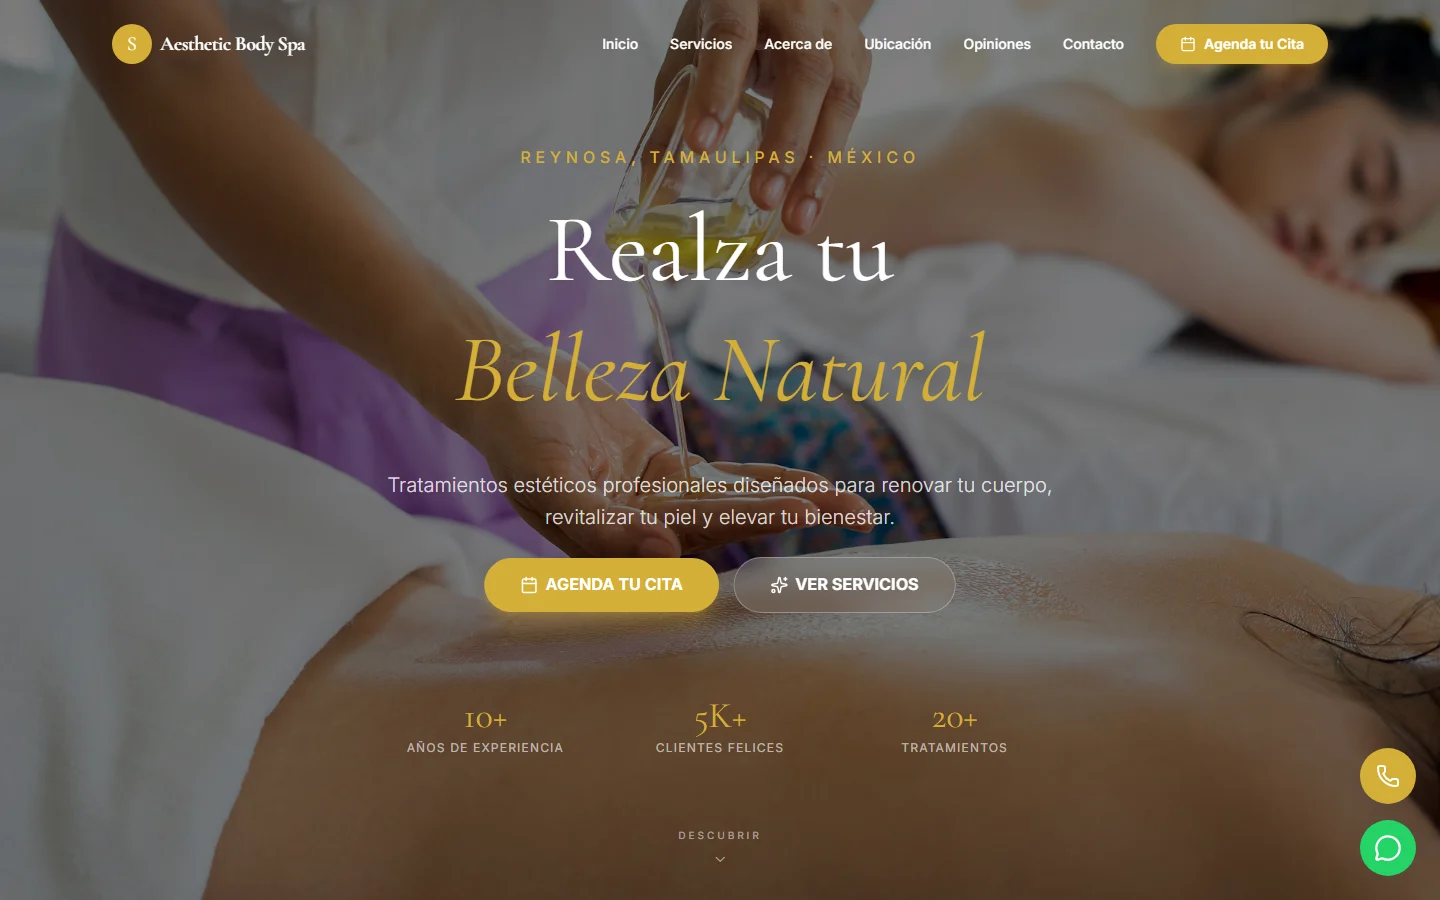 S
Aesthetic Body Spa
Inicio
Servicios
Acerca de
Ubicación
Opiniones
Contacto
Agenda tu Cita
REYNOSA, TAMAULIPAS · MÉXICO
Realza tu
Belleza Natural
Tratamientos estéticos profesionales diseñados para renovar tu cuerpo,
revitalizar tu piel y elevar tu bienestar.
AGENDA TU CITA
VER SERVICIOS
10+
AÑOS DE EXPERIENCIA
5K+
CLIENTES FELICES
20+
TRATAMIENTOS
DESCUBRIR